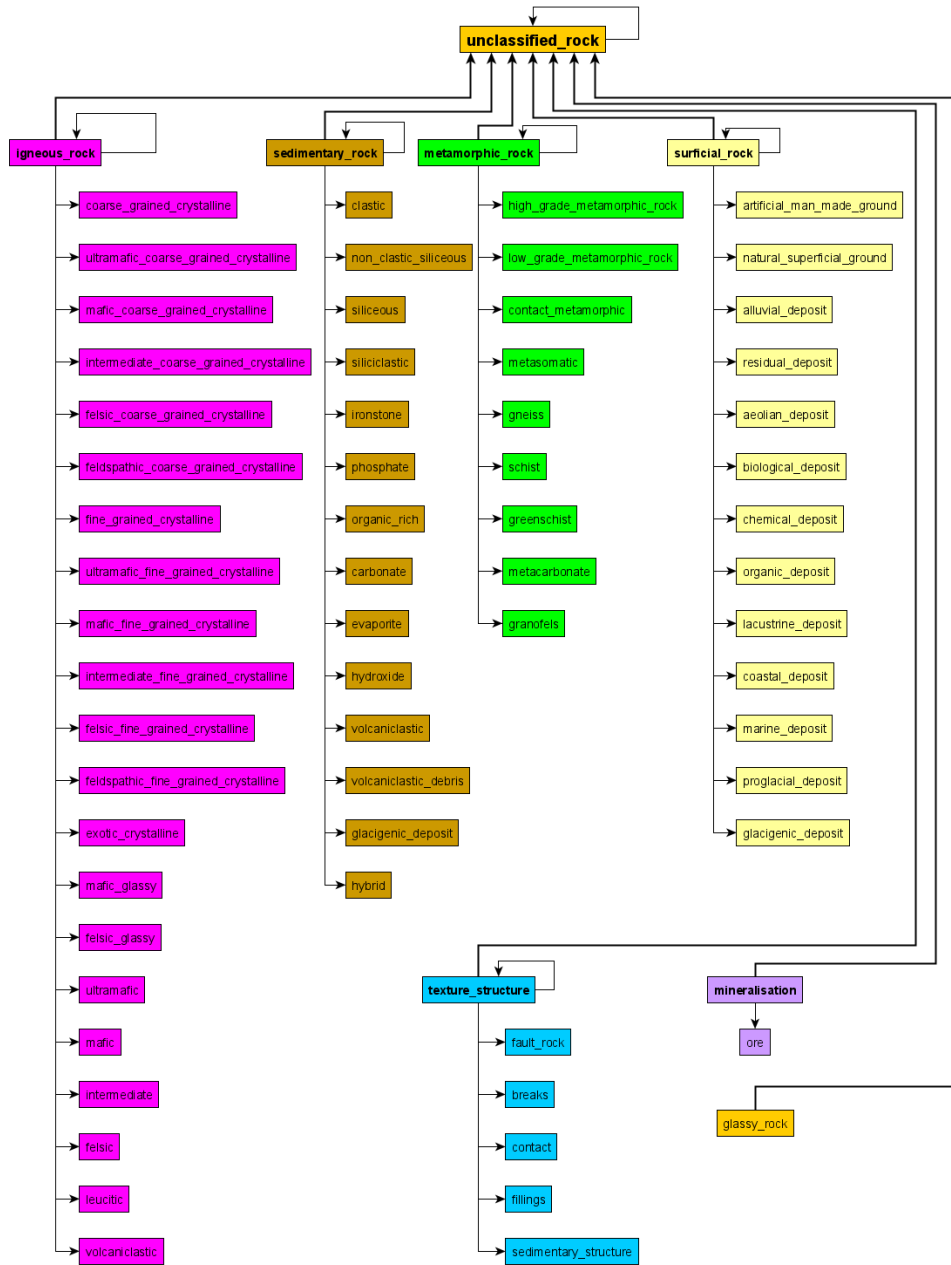 unclassified_rock
igneous_rock
coarse_grained_crystalline
ultramafic_coarse_grained_crystalline
mafic_coarse_grained_crystalline
intermediate_coarse_grained_crystalline
felsic_coarse_grained_crystalline
feldspathic_coarse_grained_crystalline
fine_grained_crystalline
ultramafic_fine_grained_crystalline
mafic_fine_grained_crystalline
intermediate_fine_grained_crystalline
felsic_fine_grained_crystalline
feldspathic_fine_grained_crystalline
exotic_crystalline
mafic_glassy
felsic_glassy
ultramafic
mafic
intermediate
felsic
leucitic
volcaniclastic
sedimentary_rock
clastic
non_clastic_siliceous
siliceous
siliciclastic
ironstone
phosphate
organic_rich
carbonate
evaporite
hydroxide
volcaniclastic
volcaniclastic_debris
glacigenic_deposit
hybrid
metamorphic_rock
high_grade_metamorphic_rock
low_grade_metamorphic_rock
contact_metamorphic
metasomatic
gneiss
schist
greenschist
metacarbonate
granofels
surficial_rock
artificial_man_made_ground
natural_superficial_ground
alluvial_deposit
residual_deposit
aeolian_deposit
biological_deposit
chemical_deposit
organic_deposit
lacustrine_deposit
coastal_deposit
marine_deposit
proglacial_deposit
glacigenic_deposit
texture_structure
fault_rock
breaks
contact
fillings
sedimentary_structure
mineralisation
ore
glassy_rock